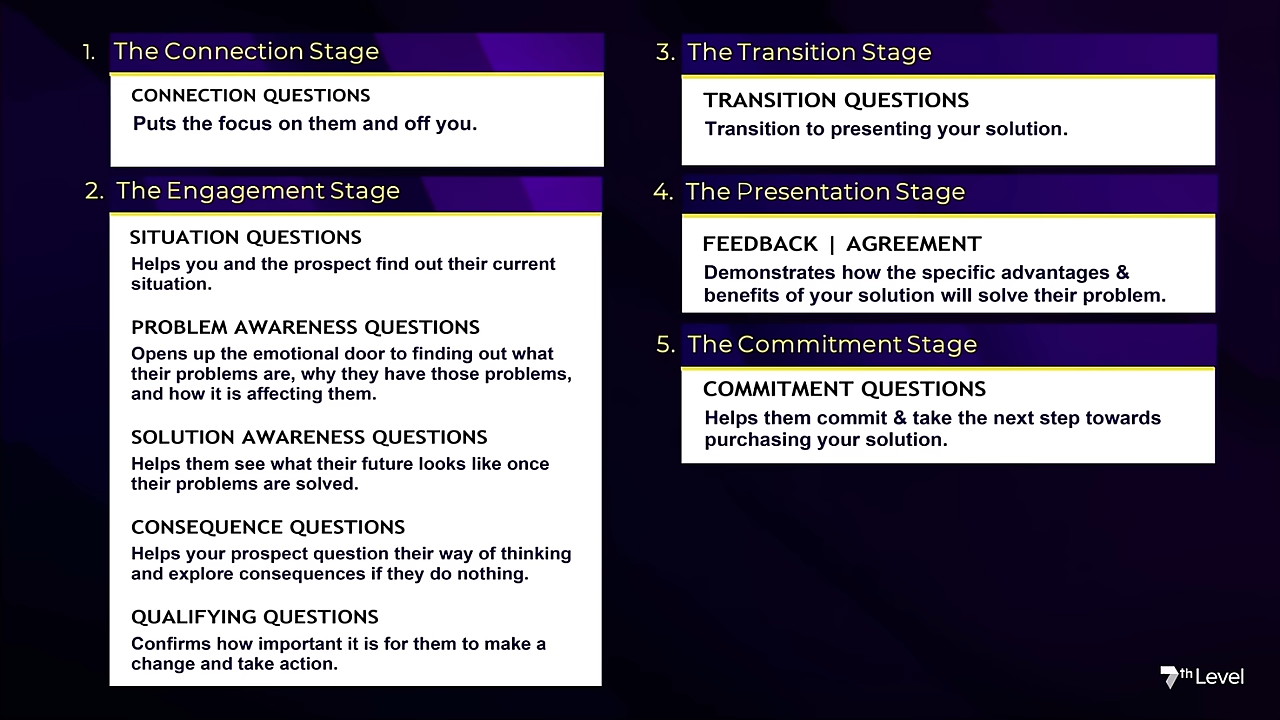 1. The Connection Stage
CONNECTION QUESTIONS
Puts the focus on them and off you.
2. The Engagement Stage
SITUATION QUESTIONS
Helps you and the prospect find out their current
situation.
PROBLEM AWARENESS QUESTIONS
Opens up the emotional door to finding out what
their problems are, why they have those problems,
and how it is affecting them.
SOLUTION AWARENESS QUESTIONS
Helps them see what their future looks like once
their problems are solved.
CONSEQUENCE QUESTIONS
Helps your prospect question their way of thinking
and explore consequences if they do nothing.
QUALIFYING QUESTIONS
Confirms how important it is for them to make a
change and take action.
3. The Transition Stage
TRANSITION QUESTIONS
Transition to presenting your solution.
4. The Presentation Stage
FEEDBACK | AGREEMENT
Demonstrates how the specific advantages &
benefits of your solution will solve their problem.
5. The Commitment Stage
COMMITMENT QUESTIONS
Helps them commit & take the next step towards
purchasing your solution.
7th Level